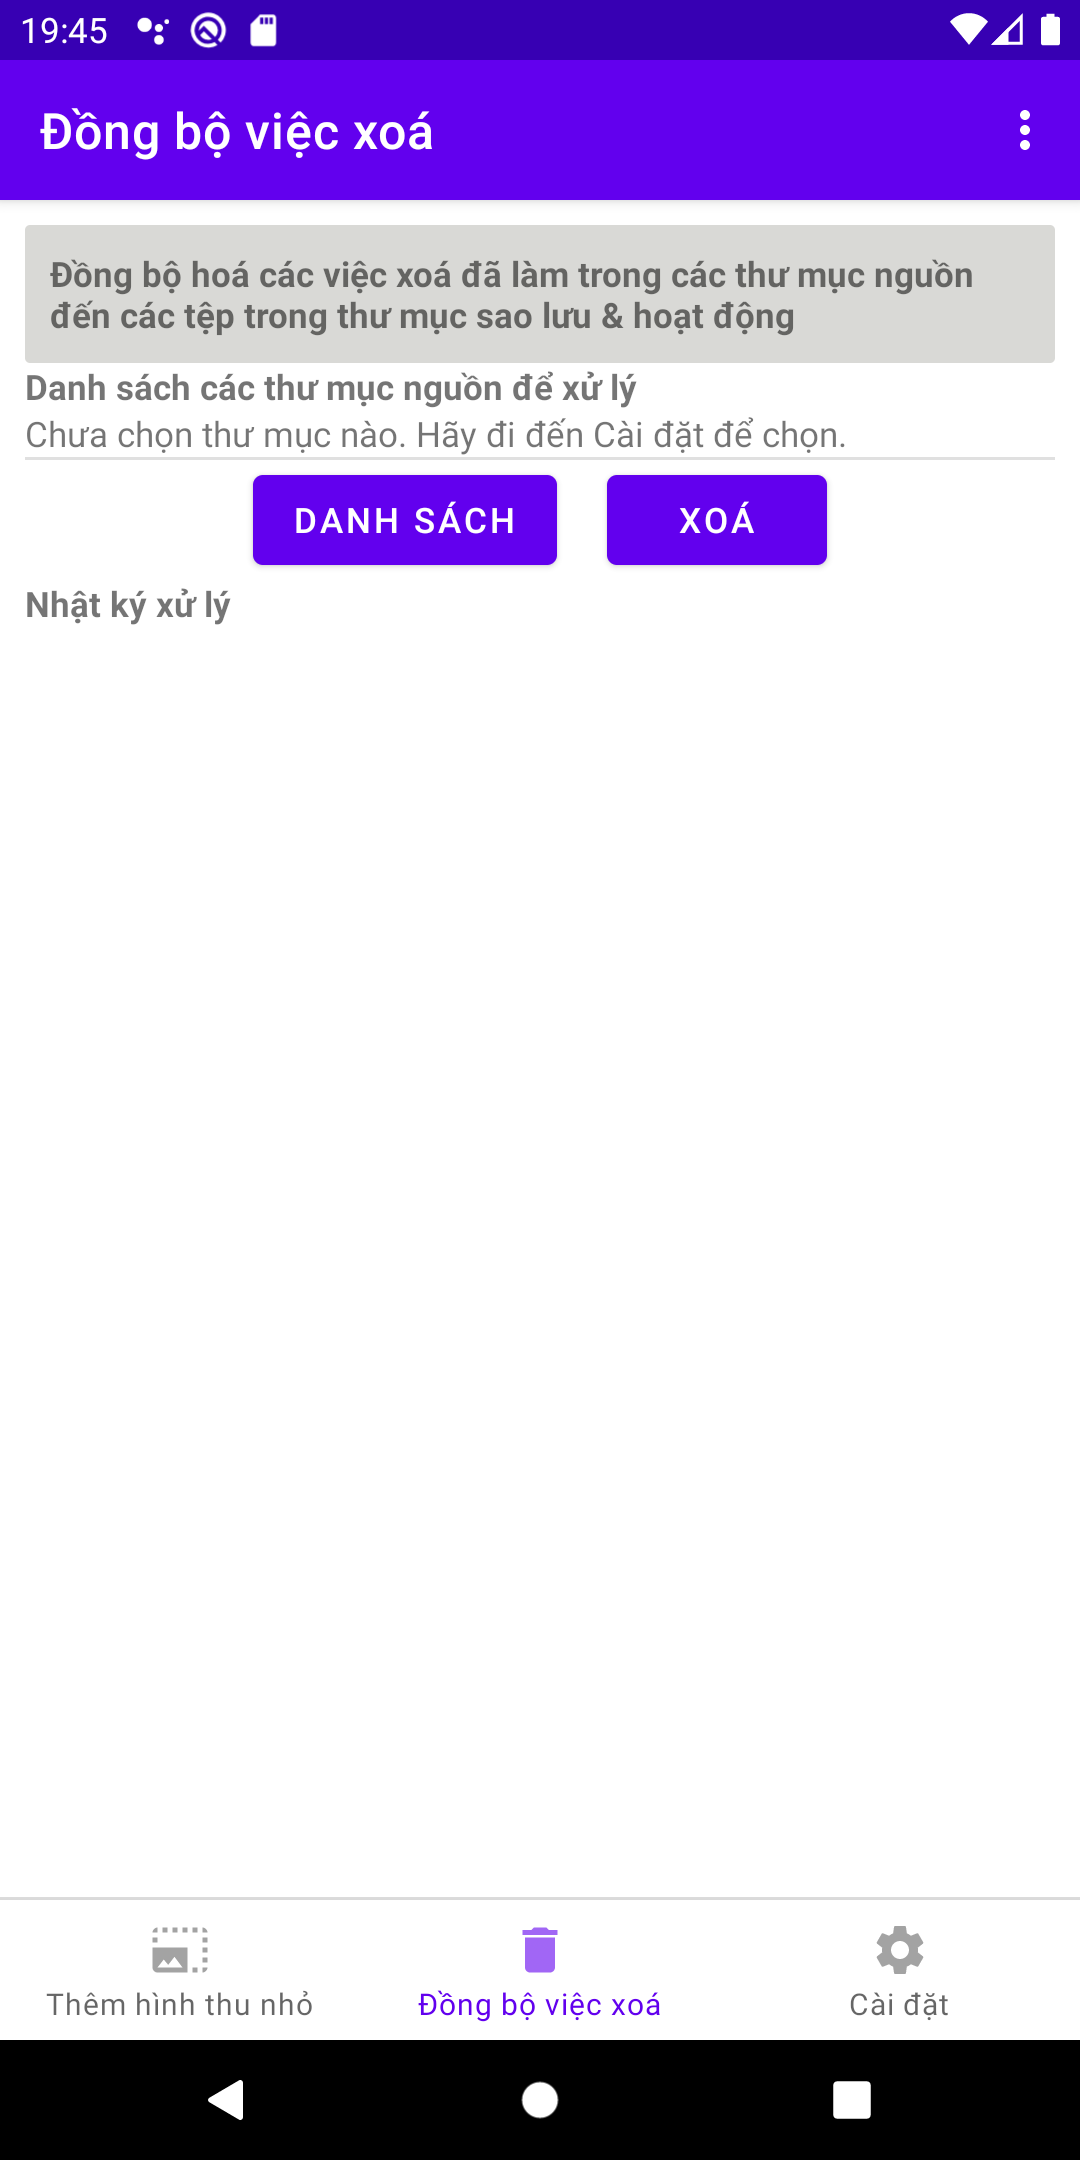 19:45
Đồng bộ việc xoá
Đồng bộ hoá các việc xoá đã làm trong các thư mục nguồn
đến các tệp trong thư mục sao lưu & hoạt động
Danh sách các thư mục nguồn để xử lý
Chưa chọn thư mục nào. Hãy đi đến Cài đặt để chọn.
DANH SÁCH
XOÁ
Nhật ký xử lý
Thêm hình thu nhỏ
Đồng bộ việc xoá
Cài đặt